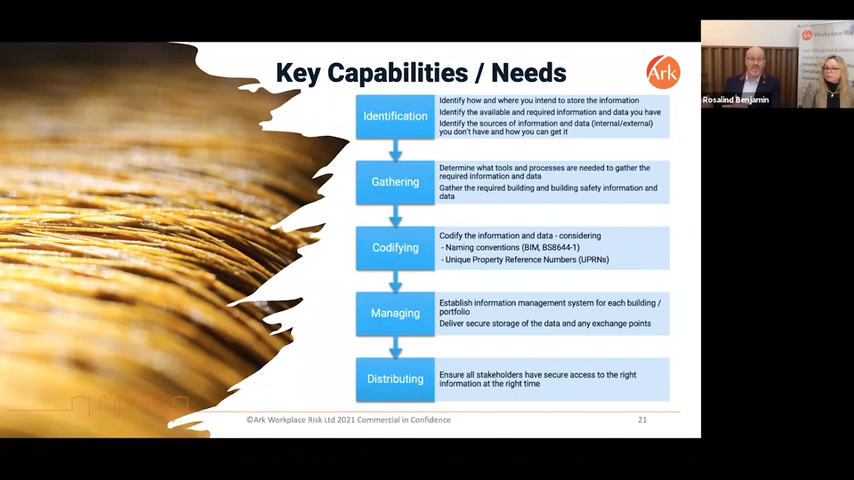 Key Capabilities / Needs
Ark
Identification
Identify how and where you intend to store the information
Identify the available and required information and data you have
Identify the sources of information and data (internal/external)
you don't have and how you can get it
Gathering
Determine what tools and processes are needed to gather the
required information and data
Gather the required building and building safety information and
data
Codifying
Codify the information and data - considering
- Naming conventions (BIM, BS8644-1)
- Unique Property Reference Numbers (UPRNs)
Managing
Establish information management system for each building /
portfolio
Deliver secure storage of the data and any exchange points
Distributing
Ensure all stakeholders have secure access to the right
information at the right time
©Ark Workplace Risk Ltd 2021 Commercial in Confidence
21
Ark Workplace Risk
Rosalind Benjamin